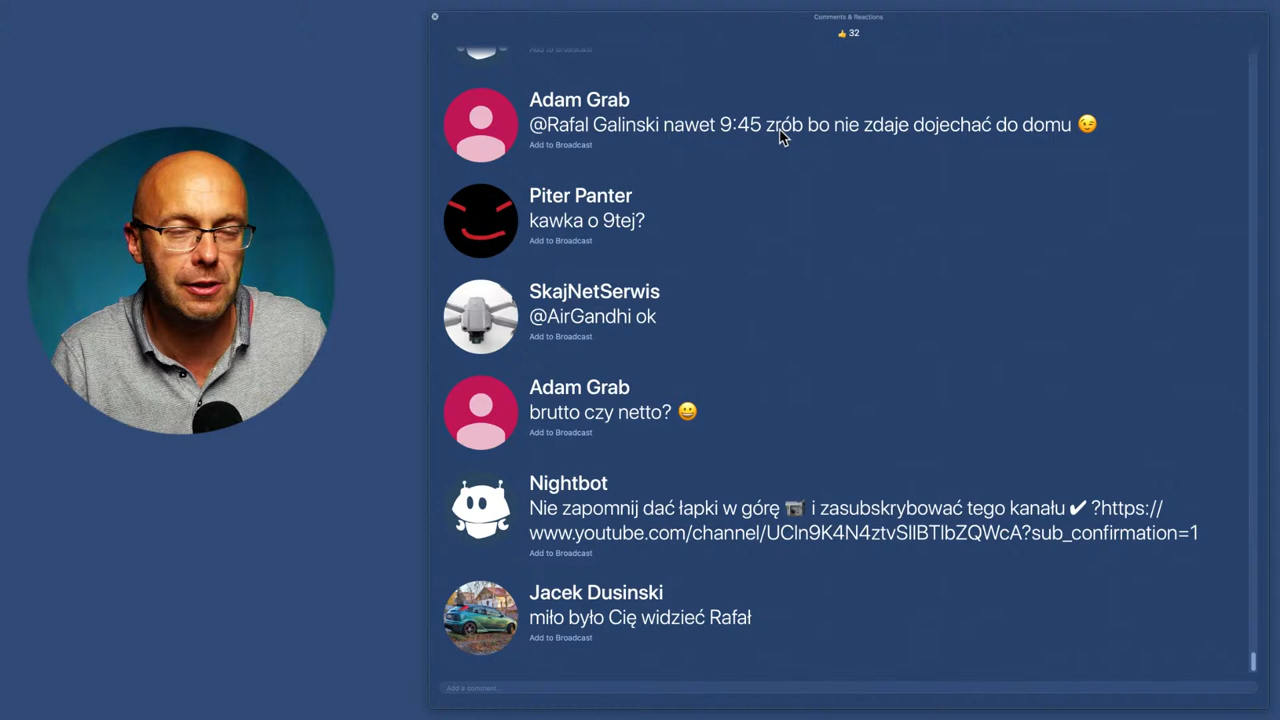 Comments & Reactions
👍 32
Add to Broadcast
Adam Grab
@Rafal Galinski nawet 9:45 zrób bo nie zdaje dojechać do domu 😉
Add to Broadcast
Piter Panter
kawka o 9tej?
Add to Broadcast
SkajNetSerwis
@AirGandhi ok
Add to Broadcast
Adam Grab
brutto czy netto? 😀
Add to Broadcast
Nightbot
Nie zapomnij dać łapki w górę 🔫 i zasubskrybować tego kanału ✔ ?https://
www.youtube.com/channel/UCln9K4N4ztvSllBTlbZQWcA?sub_confirmation=1
Add to Broadcast
Jacek Dusinski
miło było Cię widzieć Rafał
Add to Broadcast
Add a comment...